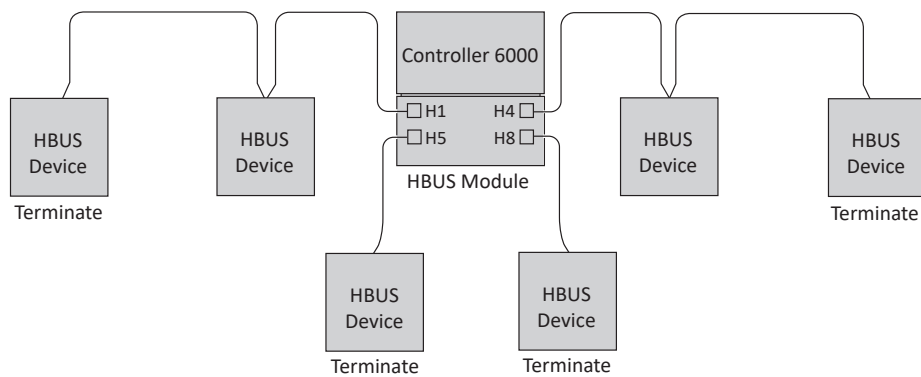 Controller 6000
H1 H4
H5 H8
HBUS Module
HBUS
Device
Terminate
HBUS
Device
HBUS
Device
HBUS
Device
Terminate
HBUS
Device
Terminate
HBUS
Device
Terminate